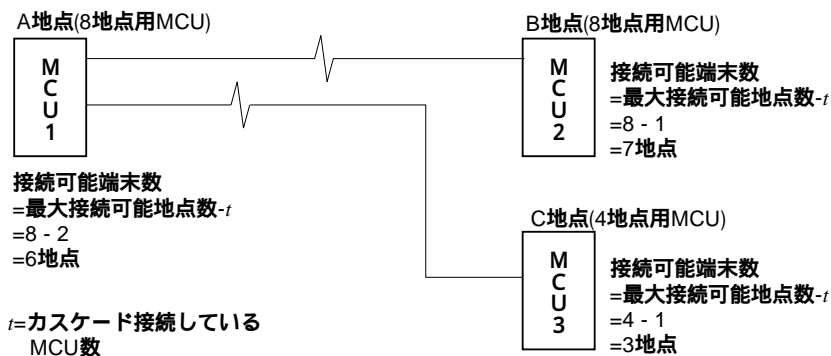 A地点(8地点用MCU)
MCU1
接続可能端末数
=最大接続可能地点数-t
=8 - 2
=6地点
t=カスケード接続している
MCU数
B地点(8地点用MCU)
MCU2
接続可能端末数
=最大接続可能地点数-t
=8 - 1
=7地点
C地点(4地点用MCU)
MCU3
接続可能端末数
=最大接続可能地点数-t
=4 - 1
=3地点